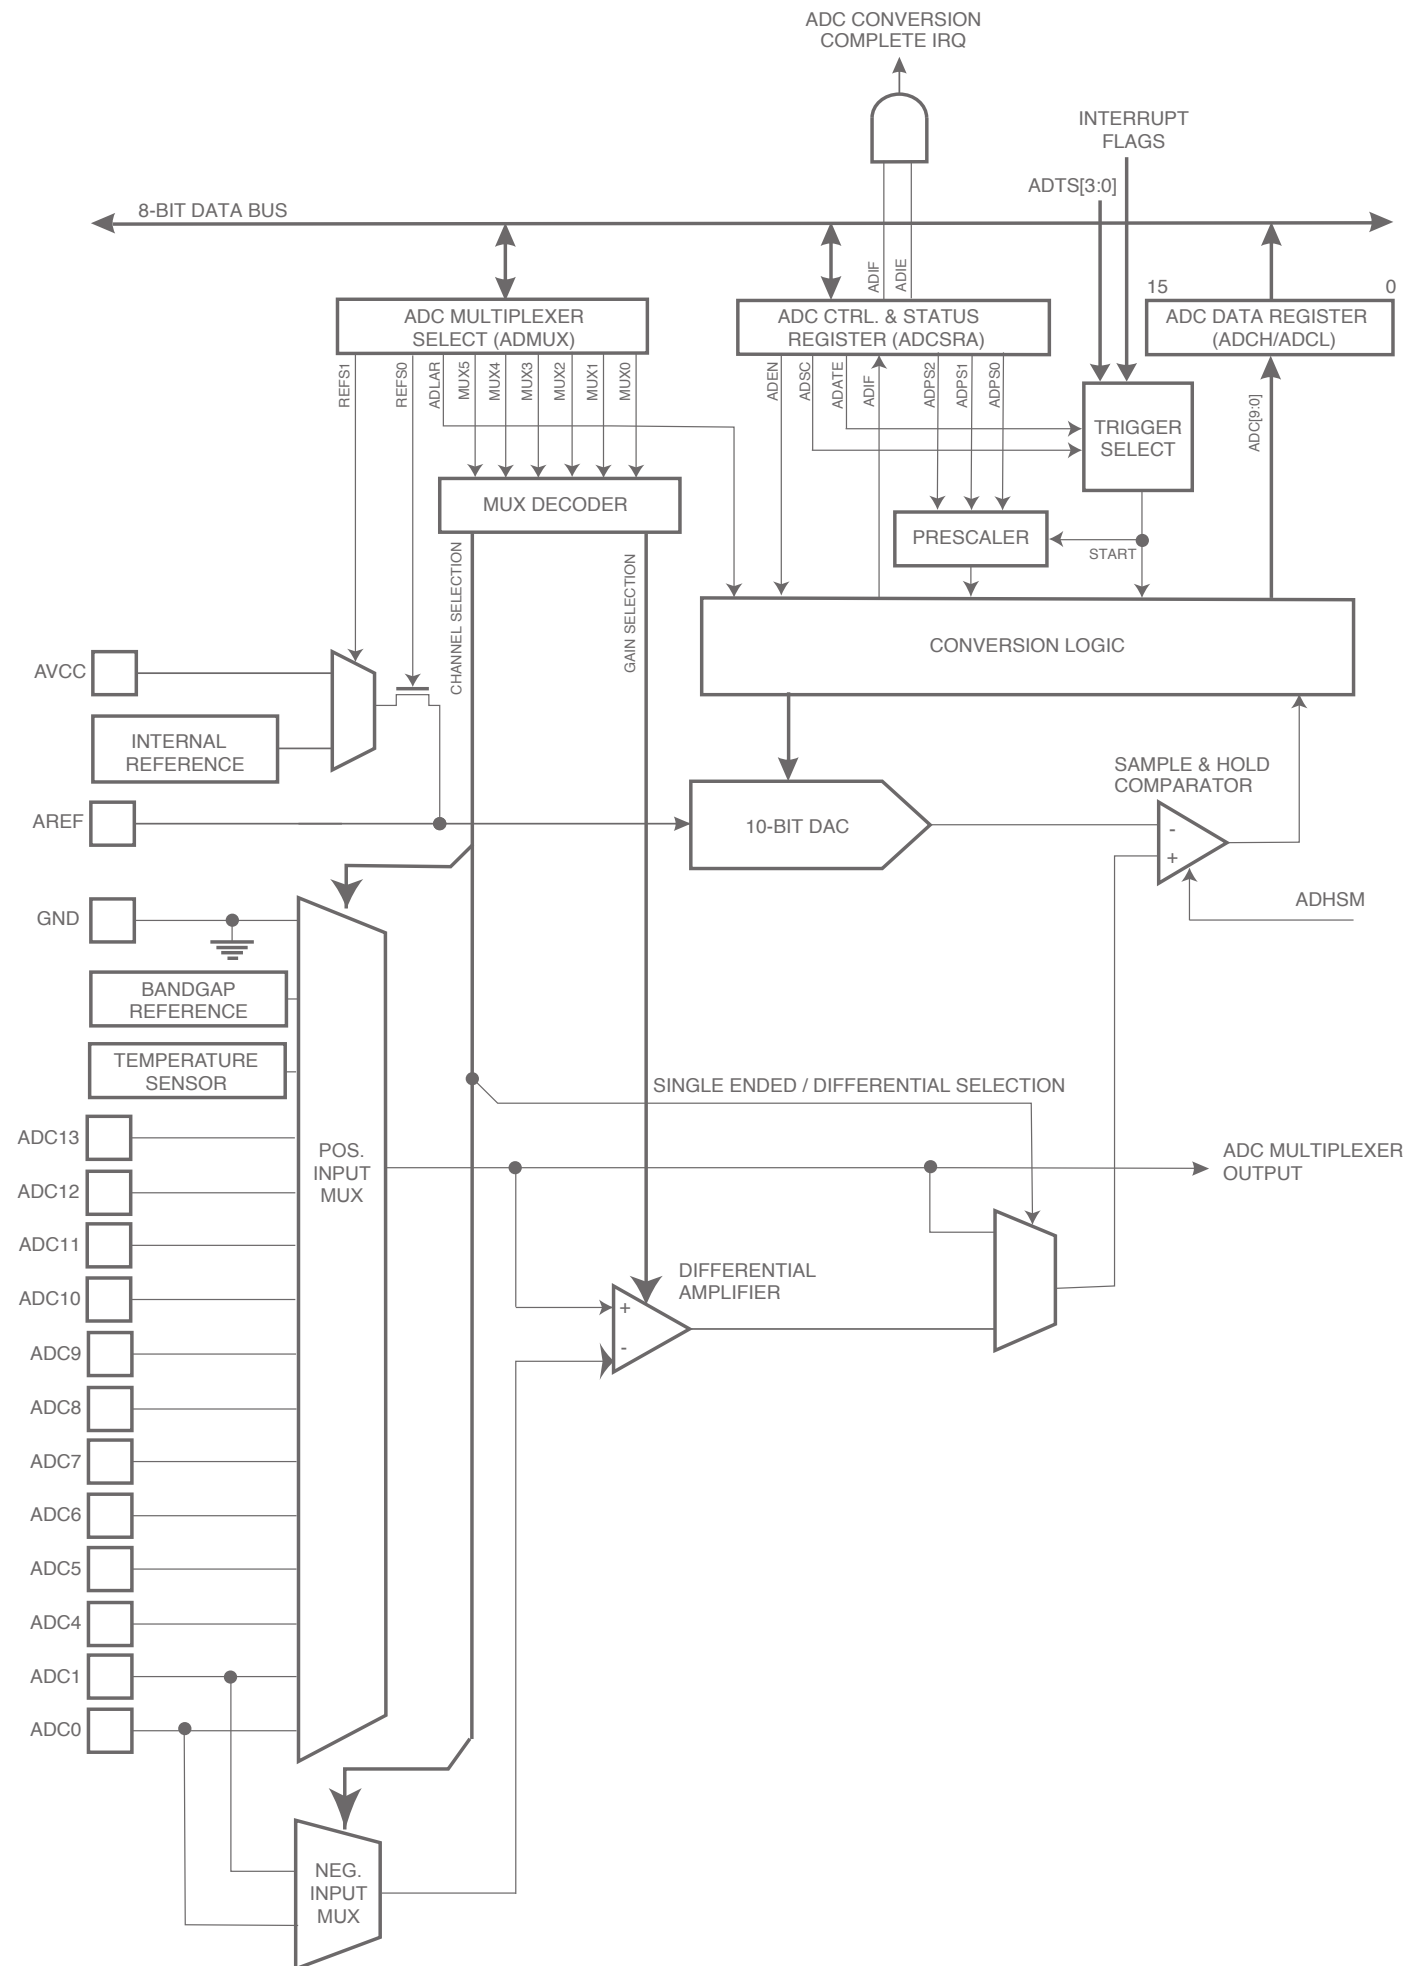 ADC CONVERSION
COMPLETE IRQ
INTERRUPT
FLAGS
ADTS[3:0]
8-BIT DATA BUS
ADIF
ADIE
15
0
ADC MULTIPLEXER
SELECT (ADMUX)
ADC CTRL. & STATUS
REGISTER (ADCSRA)
ADC DATA REGISTER
(ADCH/ADCL)
REFS1
REFS0
ADLAR
MUX5
MUX4
MUX3
MUX2
MUX1
MUX0
ADEN
ADSC
ADATE
ADIF
ADPS2
ADPS1
ADPS0
ADC[9:0]
TRIGGER
SELECT
MUX DECODER
PRESCALER
START
CHANNEL SELECTION
GAIN SELECTION
CONVERSION LOGIC
AVCC
INTERNAL
REFERENCE
SAMPLE & HOLD
COMPARATOR
AREF
10-BIT DAC
-
+
ADHSM
GND
BANDGAP
REFERENCE
TEMPERATURE
SENSOR
SINGLE ENDED / DIFFERENTIAL SELECTION
ADC13
POS.
INPUT
MUX
ADC MULTIPLEXER
OUTPUT
ADC12
ADC11
DIFFERENTIAL
AMPLIFIER
ADC10
+
-
ADC9
ADC8
ADC7
ADC6
ADC5
ADC4
ADC1
ADC0
NEG.
INPUT
MUX